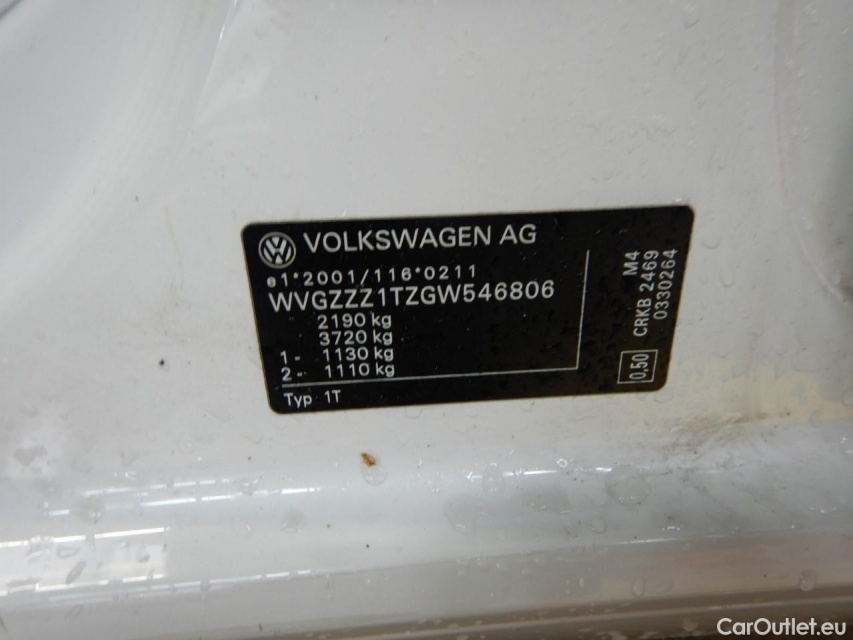 VOLKSWAGEN AG
e1*2001/116*0211
WVGZZZ1TZGW546806
2190 kg
3720 kg
1- 1130 kg
2- 1110 kg
Typ 1T
M4
CRKB 2469
0330264
0,50
CarOutlet.eu